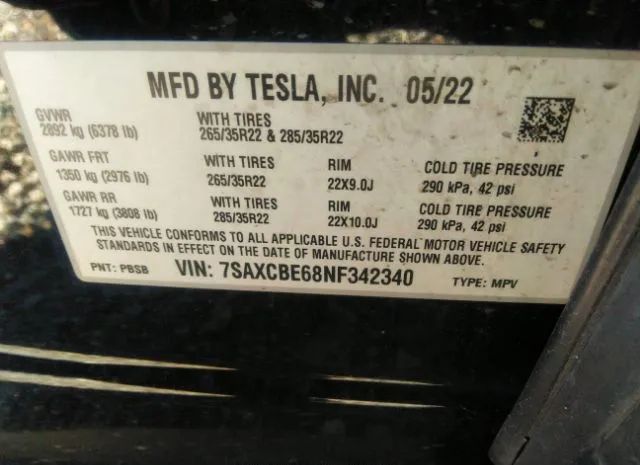 MFD BY TESLA, INC. 05/22
GVWR
2892 kg (6378 lb)
WITH TIRES
265/35R22 & 285/35R22
GAWR FRT
1350 kg (2976 lb)
WITH TIRES
265/35R22
RIM
22X9.0J
COLD TIRE PRESSURE
290 kPa, 42 psi
GAWR RR
1727 kg (3808 lb)
WITH TIRES
285/35R22
RIM
22X10.0J
COLD TIRE PRESSURE
290 kPa, 42 psi
THIS VEHICLE CONFORMS TO ALL APPLICABLE U.S. FEDERAL MOTOR VEHICLE SAFETY
STANDARDS IN EFFECT ON THE DATE OF MANUFACTURE SHOWN ABOVE.
PNT: PBSB VIN: 7SAXCBE68NF342340 TYPE: MPV